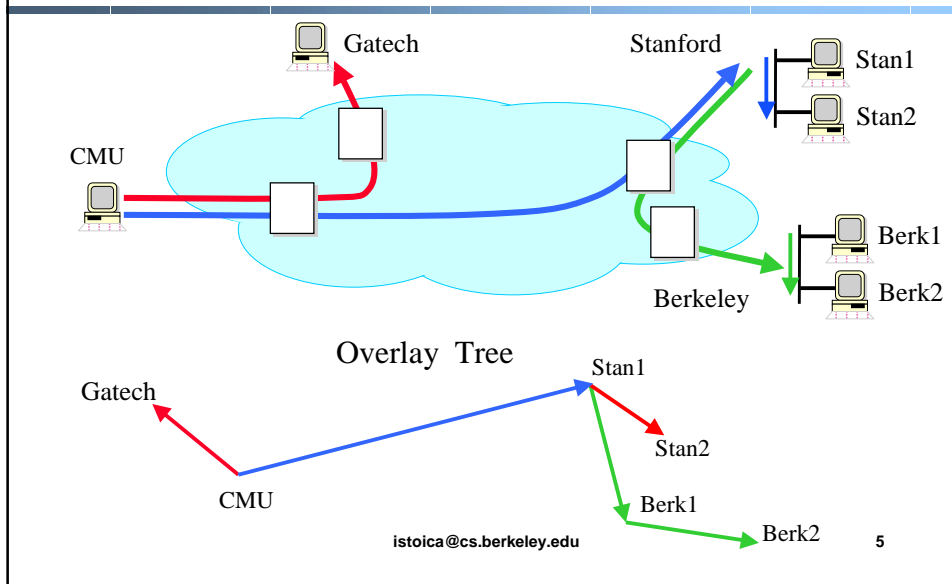 Gatech
Stanford
Stan1
Stan2
CMU
Berk1
Berk2
Berkeley
Overlay Tree
Stan1
Gatech
Stan2
CMU
Berk1
Berk2
istoica@cs.berkeley.edu 5